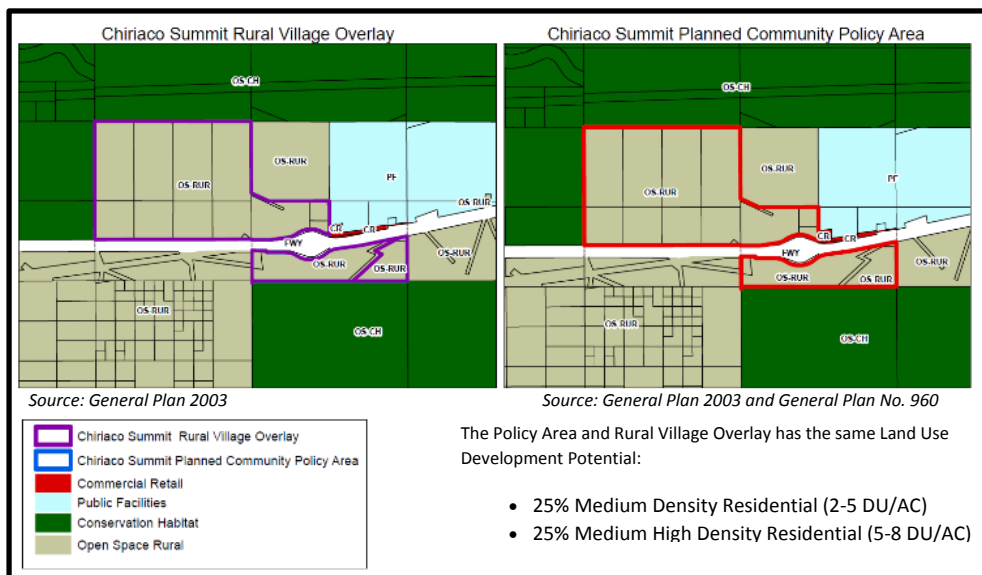 Chiriaco Summit Rural Village Overlay
OS-CH
OS-RUR
OS-RUR
PF
OS-RUR
CR
CR
FWY
OS-RUR
OS-RUR
OS-RUR
OS-RUR
OS-CH
Source: General Plan 2003
Chiriaco Summit Planned Community Policy Area
OS-CH
OS-RUR
OS-RUR
PF
OS-RUR
CR
CR
FWY
OS-RUR
OS-RUR
OS-RUR
OS-RUR
OS-CH
Source: General Plan 2003 and General Plan No. 960
Chiriaco Summit Rural Village Overlay
Chiriaco Summit Planned Community Policy Area
Commercial Retail
Public Facilities
Conservation Habitat
Open Space Rural
The Policy Area and Rural Village Overlay has the same Land Use
Development Potential:
• 25% Medium Density Residential (2-5 DU/AC)
• 25% Medium High Density Residential (5-8 DU/AC)